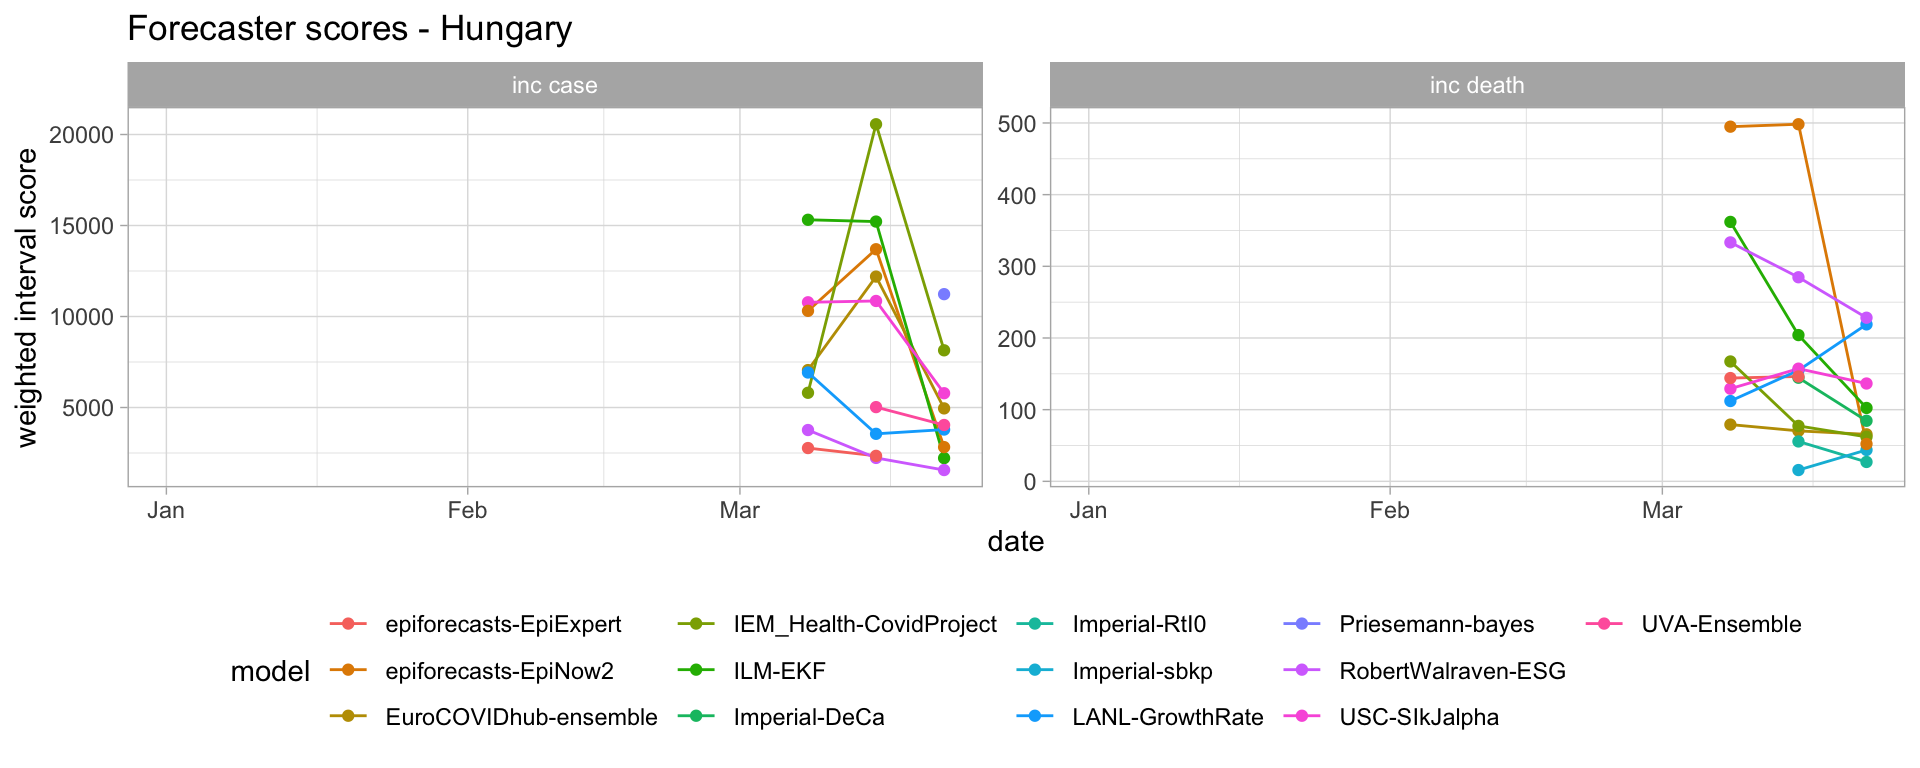 Forecaster scores - Hungary
inc case
inc death
weighted interval score
20000
15000
10000
5000
500
400
300
200
100
0
Jan Feb Mar
Jan Feb Mar
date
model
epiforecasts-EpiExpert
epiforecasts-EpiNow2
EuroCOVIDhub-ensemble
IEM_Health-CovidProject
ILM-EKF
Imperial-DeCa
Imperial-RtI0
Imperial-sbkp
LANL-GrowthRate
Priesemann-bayes
RobertWalraven-ESG
USC-SIkJalpha
UVA-Ensemble